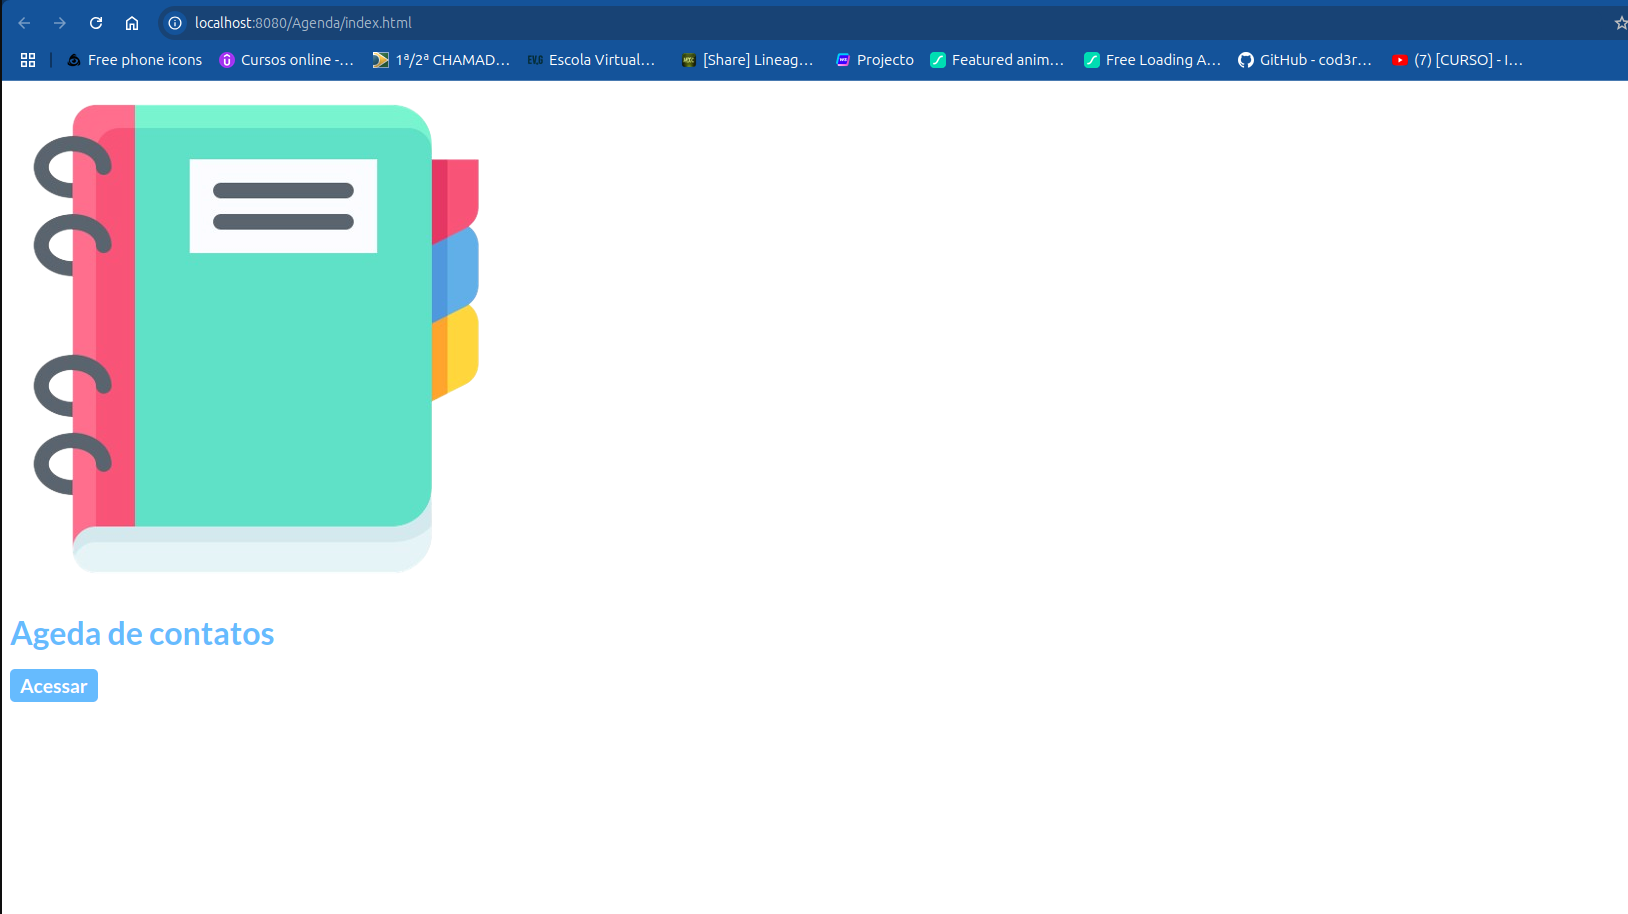 localhost:8080/Agenda/index.html
Free phone icons
Cursos online -...
1ª/2ª CHAMAD...
EV.G Escola Virtual...
[Share] Lineag...
Projecto
Featured anim...
Free Loading A...
GitHub - cod3r...
(7) [CURSO] - I...
Ageda de contatos
Acessar